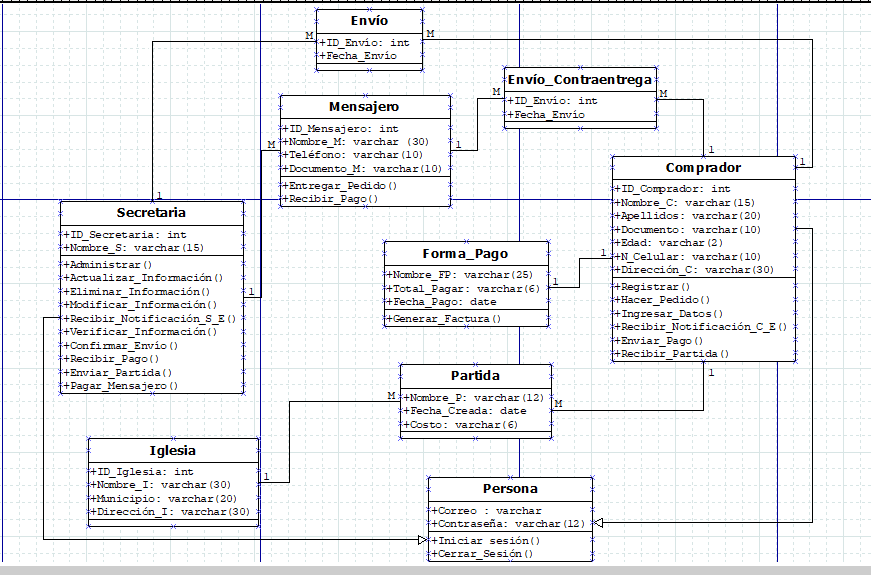 Envío
+ID_Envío: int
+Fecha_Envío
M
M
Envío_Contraentrega
+ID_Envío: int
+Fecha_Envío
M
M
Mensajero
+ID_Mensajero: int
+Nombre_M: varchar (30)
+Teléfono: varchar(10)
+Documento_M: varchar(10)
+Entregar_Pedido()
+Recibir_Pago()
M
1
Comprador
+ID_Comprador: int
+Nombre_C: varchar(15)
+Apellidos: varchar(20)
+Documento: varchar(10)
+Edad: varchar(2)
+N_Celular: varchar(10)
+Dirección_C: varchar(30)
+Registrar()
+Hacer_Pedido()
+Ingresar_Datos()
+Recibir_Notificación_C_E()
+Enviar_Pago()
+Recibir_Partida()
1
1
1
1
Secretaria
+ID_Secretaria: int
+Nombre_S: varchar(15)
+Administrar()
+Actualizar_Información()
+Eliminar_Información()
+Modificar_Información()
+Recibir_Notificación_S_E()
+Verificar_Información()
+Confirmar_Envío()
+Recibir_Pago()
+Enviar_Partida()
+Pagar_Mensajero()
1
1
Forma_Pago
+Nombre_FP: varchar(25)
+Total_Pagar: varchar(6)
+Fecha_Pago: date
+Generar_Factura()
1
Partida
+Nombre_P: varchar(12)
+Fecha_Creada: date
+Costo: varchar(6)
M
M
Iglesia
+ID_Iglesia: int
+Nombre_I: varchar(30)
+Municipio: varchar(20)
+Dirección_I: varchar(30)
1
Persona
+Correo : varchar
+Contraseña: varchar(12)
+Iniciar sesión()
+Cerrar_Sesión()